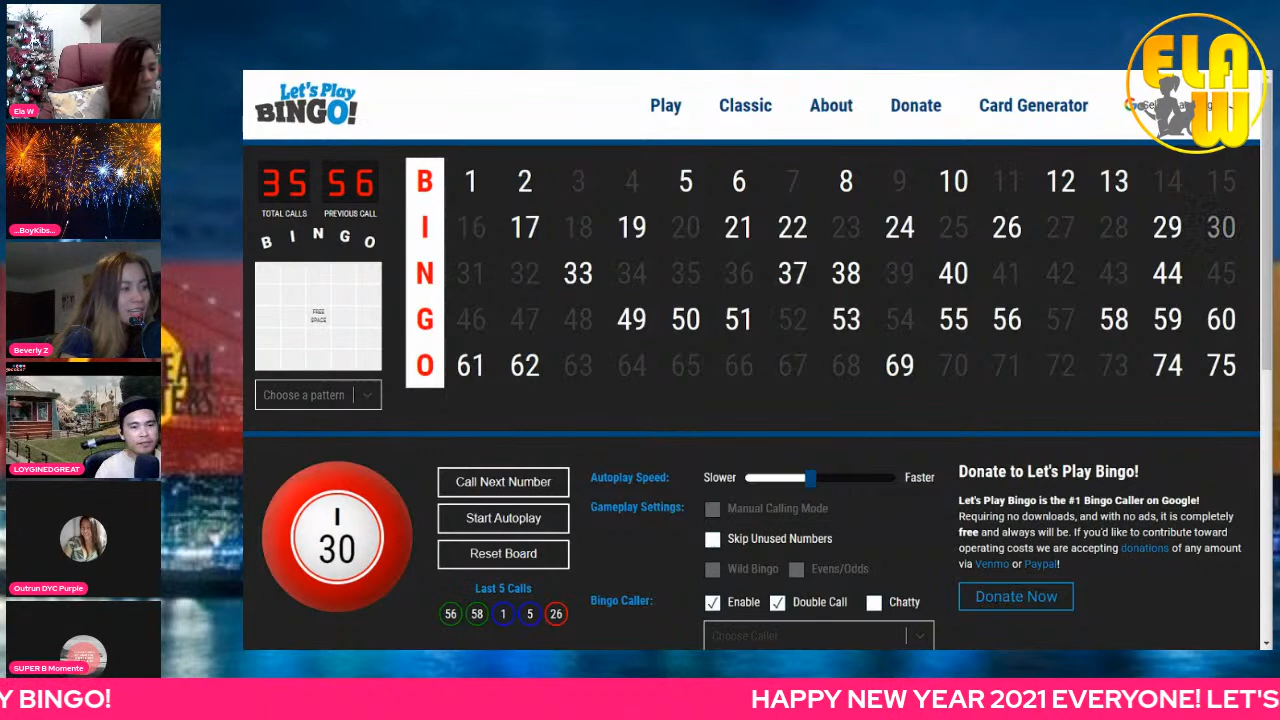 Ela W
...BoyKibs...
Beverly Z
LOYGINEDGREAT
Outrun DYC Purple
SUPER B Momente
Let's Play
BINGO!
Play Classic About Donate Card Generator
ELA
W
35 56
TOTAL CALLS PREVIOUS CALL
B I N G O
FREE
SPACE
Choose a pattern
B 1 2 3 4 5 6 7 8 9 10 11 12 13 14 15
I 16 17 18 19 20 21 22 23 24 25 26 27 28 29 30
N 31 32 33 34 35 36 37 38 39 40 41 42 43 44 45
G 46 47 48 49 50 51 52 53 54 55 56 57 58 59 60
O 61 62 63 64 65 66 67 68 69 70 71 72 73 74 75
I
30
Call Next Number
Start Autoplay
Reset Board
Last 5 Calls
56 58 1 5 26
Autoplay Speed: Slower Faster
Gameplay Settings: Manual Calling Mode
Skip Unused Numbers
Wild Bingo Evens/Odds
Bingo Caller: Enable Double Call Chatty
Choose Caller
Donate to Let's Play Bingo!
Let's Play Bingo is the #1 Bingo Caller on Google!
Requiring no downloads, and with no ads, it is completely
free and always will be. If you'd like to contribute toward
operating costs we are accepting donations of any amount
via Venmo or Paypal!
Donate Now
Y BINGO! HAPPY NEW YEAR 2021 EVERYONE! LET'S